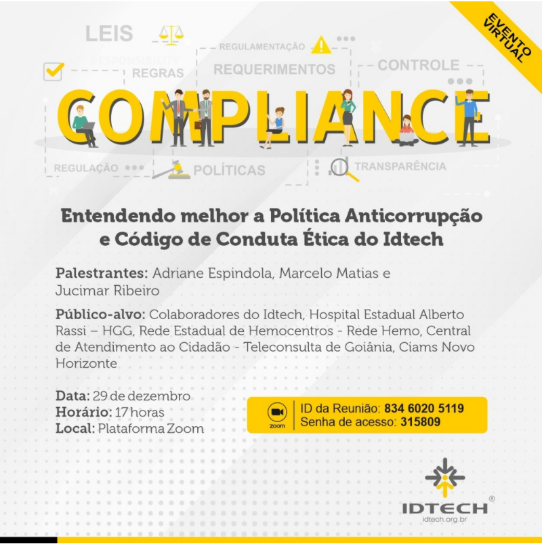 EVENTO
VIRTUAL
LEIS
REGULAMENTAÇÃO
REGRAS
REQUERIMENTOS
CONTROLE
COMPLIANCE
REGULAÇÃO
POLÍTICAS
TRANSPARÊNCIA
Entendendo melhor a Política Anticorrupção
e Código de Conduta Ética do Idtech
Palestrantes: Adriane Espindola, Marcelo Matias e
Jucimar Ribeiro
Público-alvo: Colaboradores do Idtech, Hospital Estadual Alberto
Rassi – HGG, Rede Estadual de Hemocentros - Rede Hemo, Central
de Atendimento ao Cidadão - Teleconsulta de Goiânia, Ciams Novo
Horizonte
Data: 29 de dezembro
Horário: 17 horas
Local: Plataforma Zoom
zoom
ID da Reunião: 834 6020 5119
Senha de acesso: 315809
IDTECH®
idtech.org.br